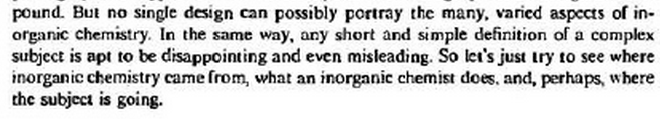 pound. But no single design can possibly portray the many, varied aspects of in-
organic chemistry. In the same way, any short and simple definition of a complex
subject is apt to be disappointing and even misleading. So let's just try to see where
inorganic chemistry came from, what an inorganic chemist does, and, perhaps, where
the subject is going.